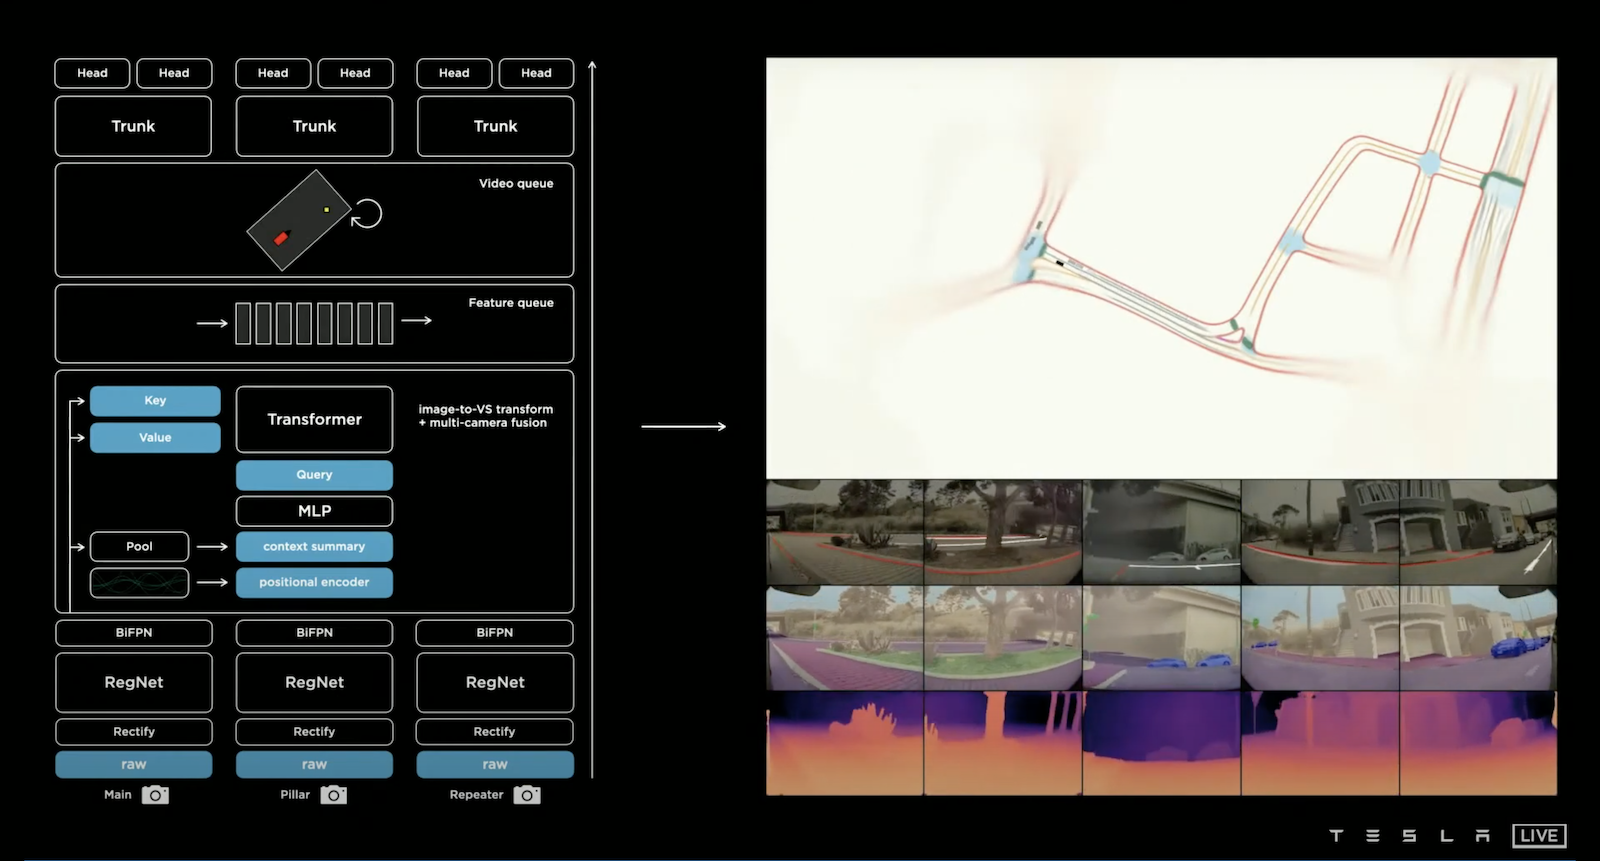 Head Head Head Head Head Head
Trunk Trunk Trunk
Video queue
Feature queue
Key
Value
Transformer
image-to-VS transform
+ multi-camera fusion
Query
MLP
Pool
context summary
positional encoder
BiFPN BiFPN BiFPN
RegNet RegNet RegNet
Rectify Rectify Rectify
raw raw raw
Main Pillar Repeater
TESLA LIVE